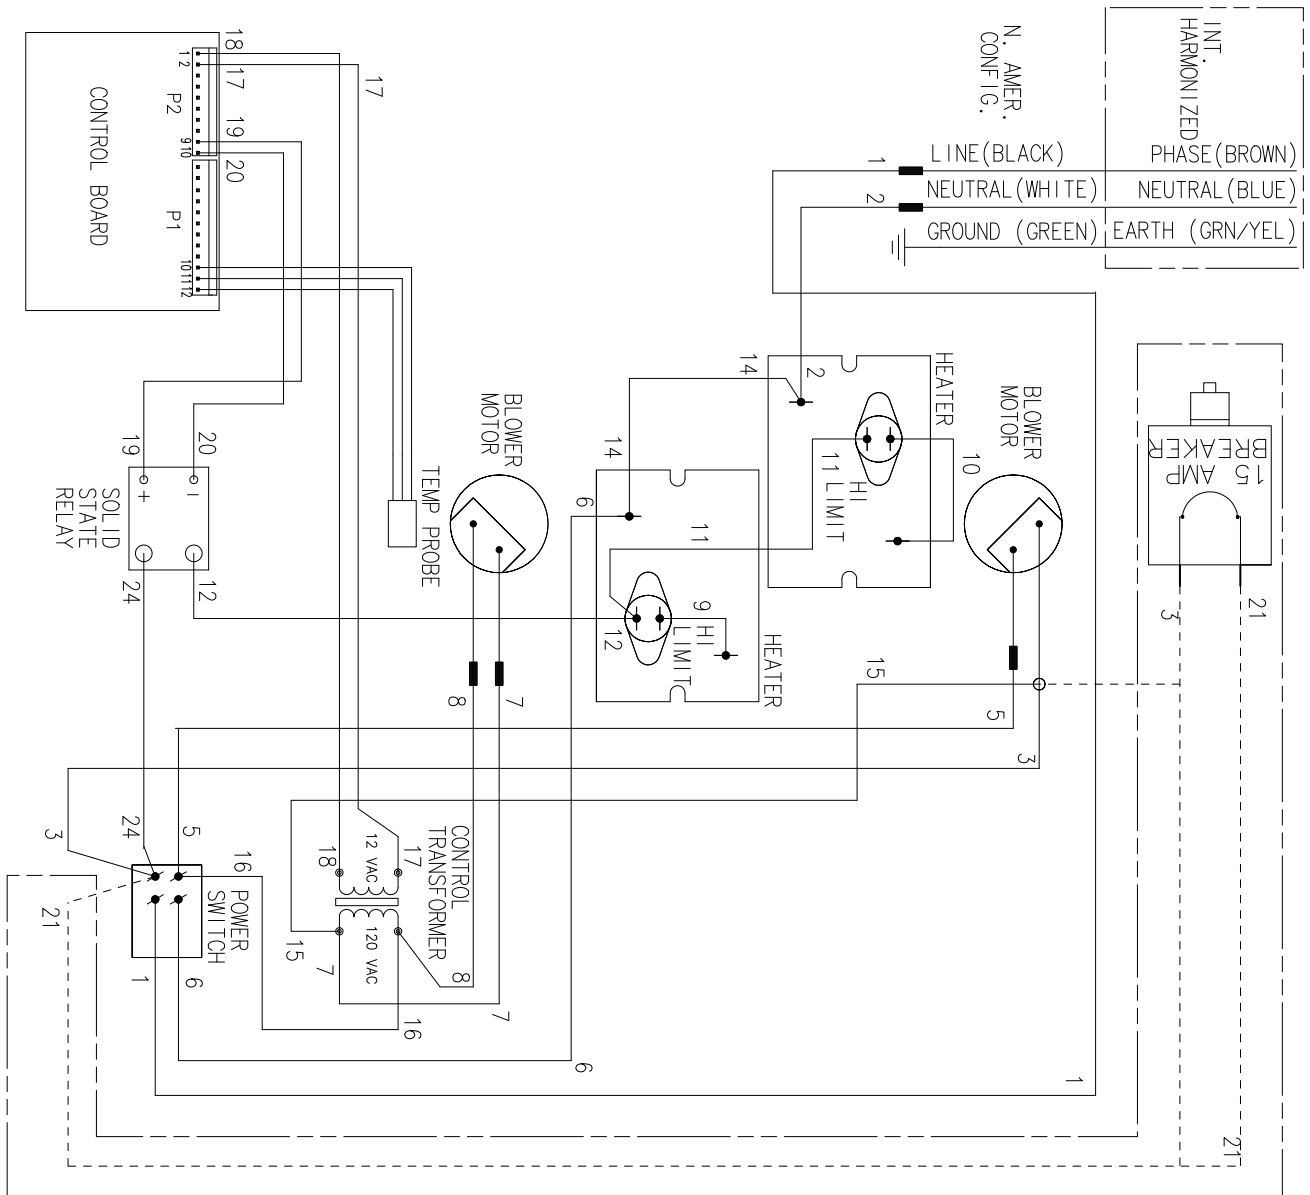 INT.
HARMONIZED
N. AMER.
CONFIG.
LINE(BLACK)
PHASE(BROWN)
1
NEUTRAL(WHITE)
NEUTRAL(BLUE)
2
GROUND (GREEN)
EARTH (GRN/YEL)
CONTROL BOARD
18
1 2
17
17
P2
19
9 10
20
P1
10 11 12
HEATER
14
2
BLOWER
MOTOR
10
11
HI
LIMIT
15 AMP
BREAKER
3
21
BLOWER
MOTOR
TEMP PROBE
14
6
11
9
HI
LIMIT
12
HEATER
19
20
+
-
SOLID
STATE
RELAY
24
12
8
7
15
5
3
3
24
5
16
POWER
SWITCH
21
1
6
18
12 VAC
17
CONTROL
TRANSFORMER
15
7
120 VAC
8
7
16
6
1
21